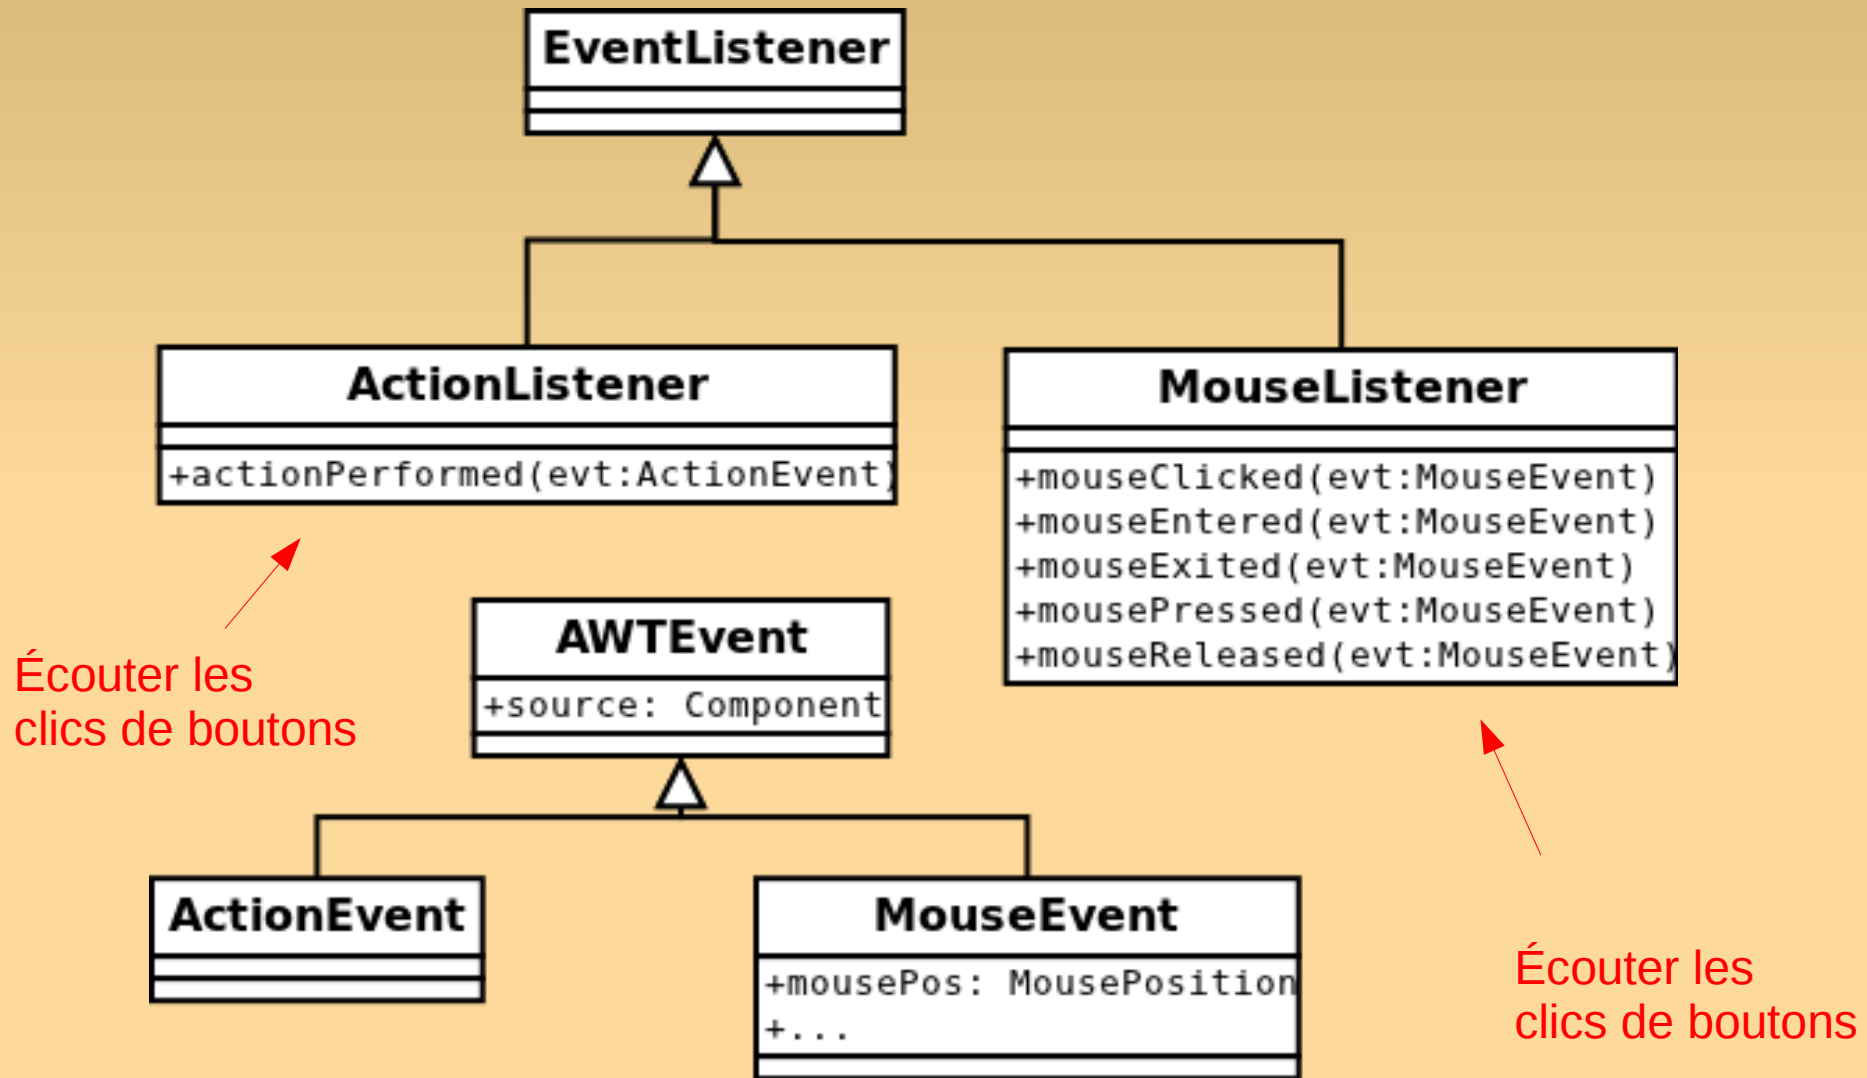 EventListener
ActionListener
+actionPerformed(evt:ActionEvent)
MouseListener
+mouseClicked(evt:MouseEvent)
+mouseEntered(evt:MouseEvent)
+mouseExited(evt:MouseEvent)
+mousePressed(evt:MouseEvent)
+mouseReleased(evt:MouseEvent)
Écouter les
clics de boutons
AWTEvent
+source: Component
ActionEvent
MouseEvent
+mousePos: MousePosition
+...
Écouter les
clics de boutons